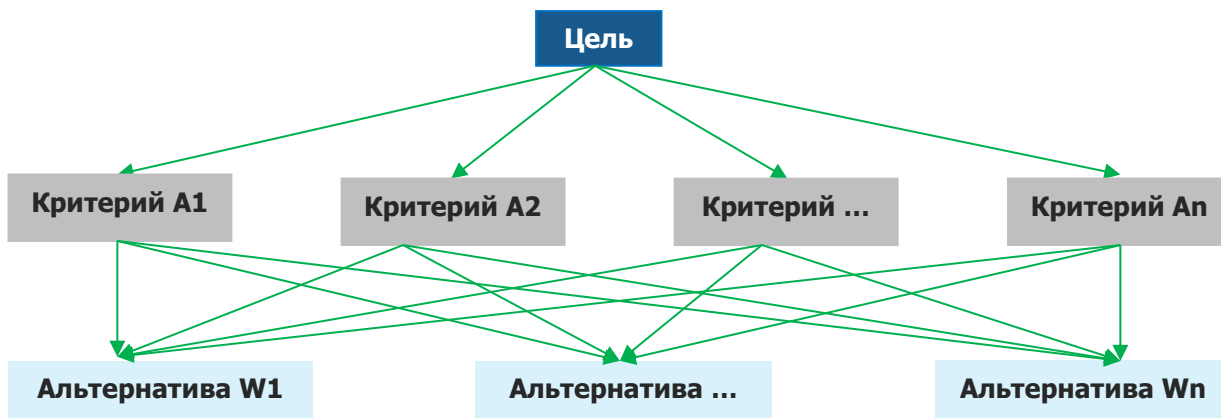 Цель
Критерий A1
Критерий A2
Критерий ...
Критерий An
Альтернатива W1
Альтернатива ...
Альтернатива Wn